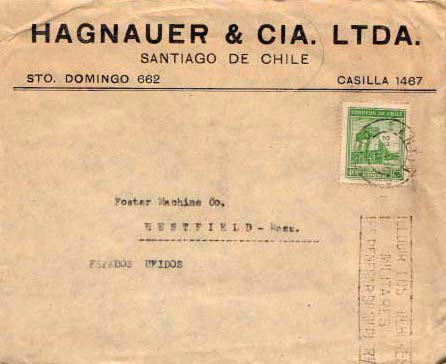 HAGNAUER & CIA. LTDA.
SANTIAGO DE CHILE
STO. DOMINGO 662 CASILLA 1467
CORREOS DE CHILE
Foster Machine Co.
WESTFIELD - Mass.
ESTADOS UNIDOS
MILITARES